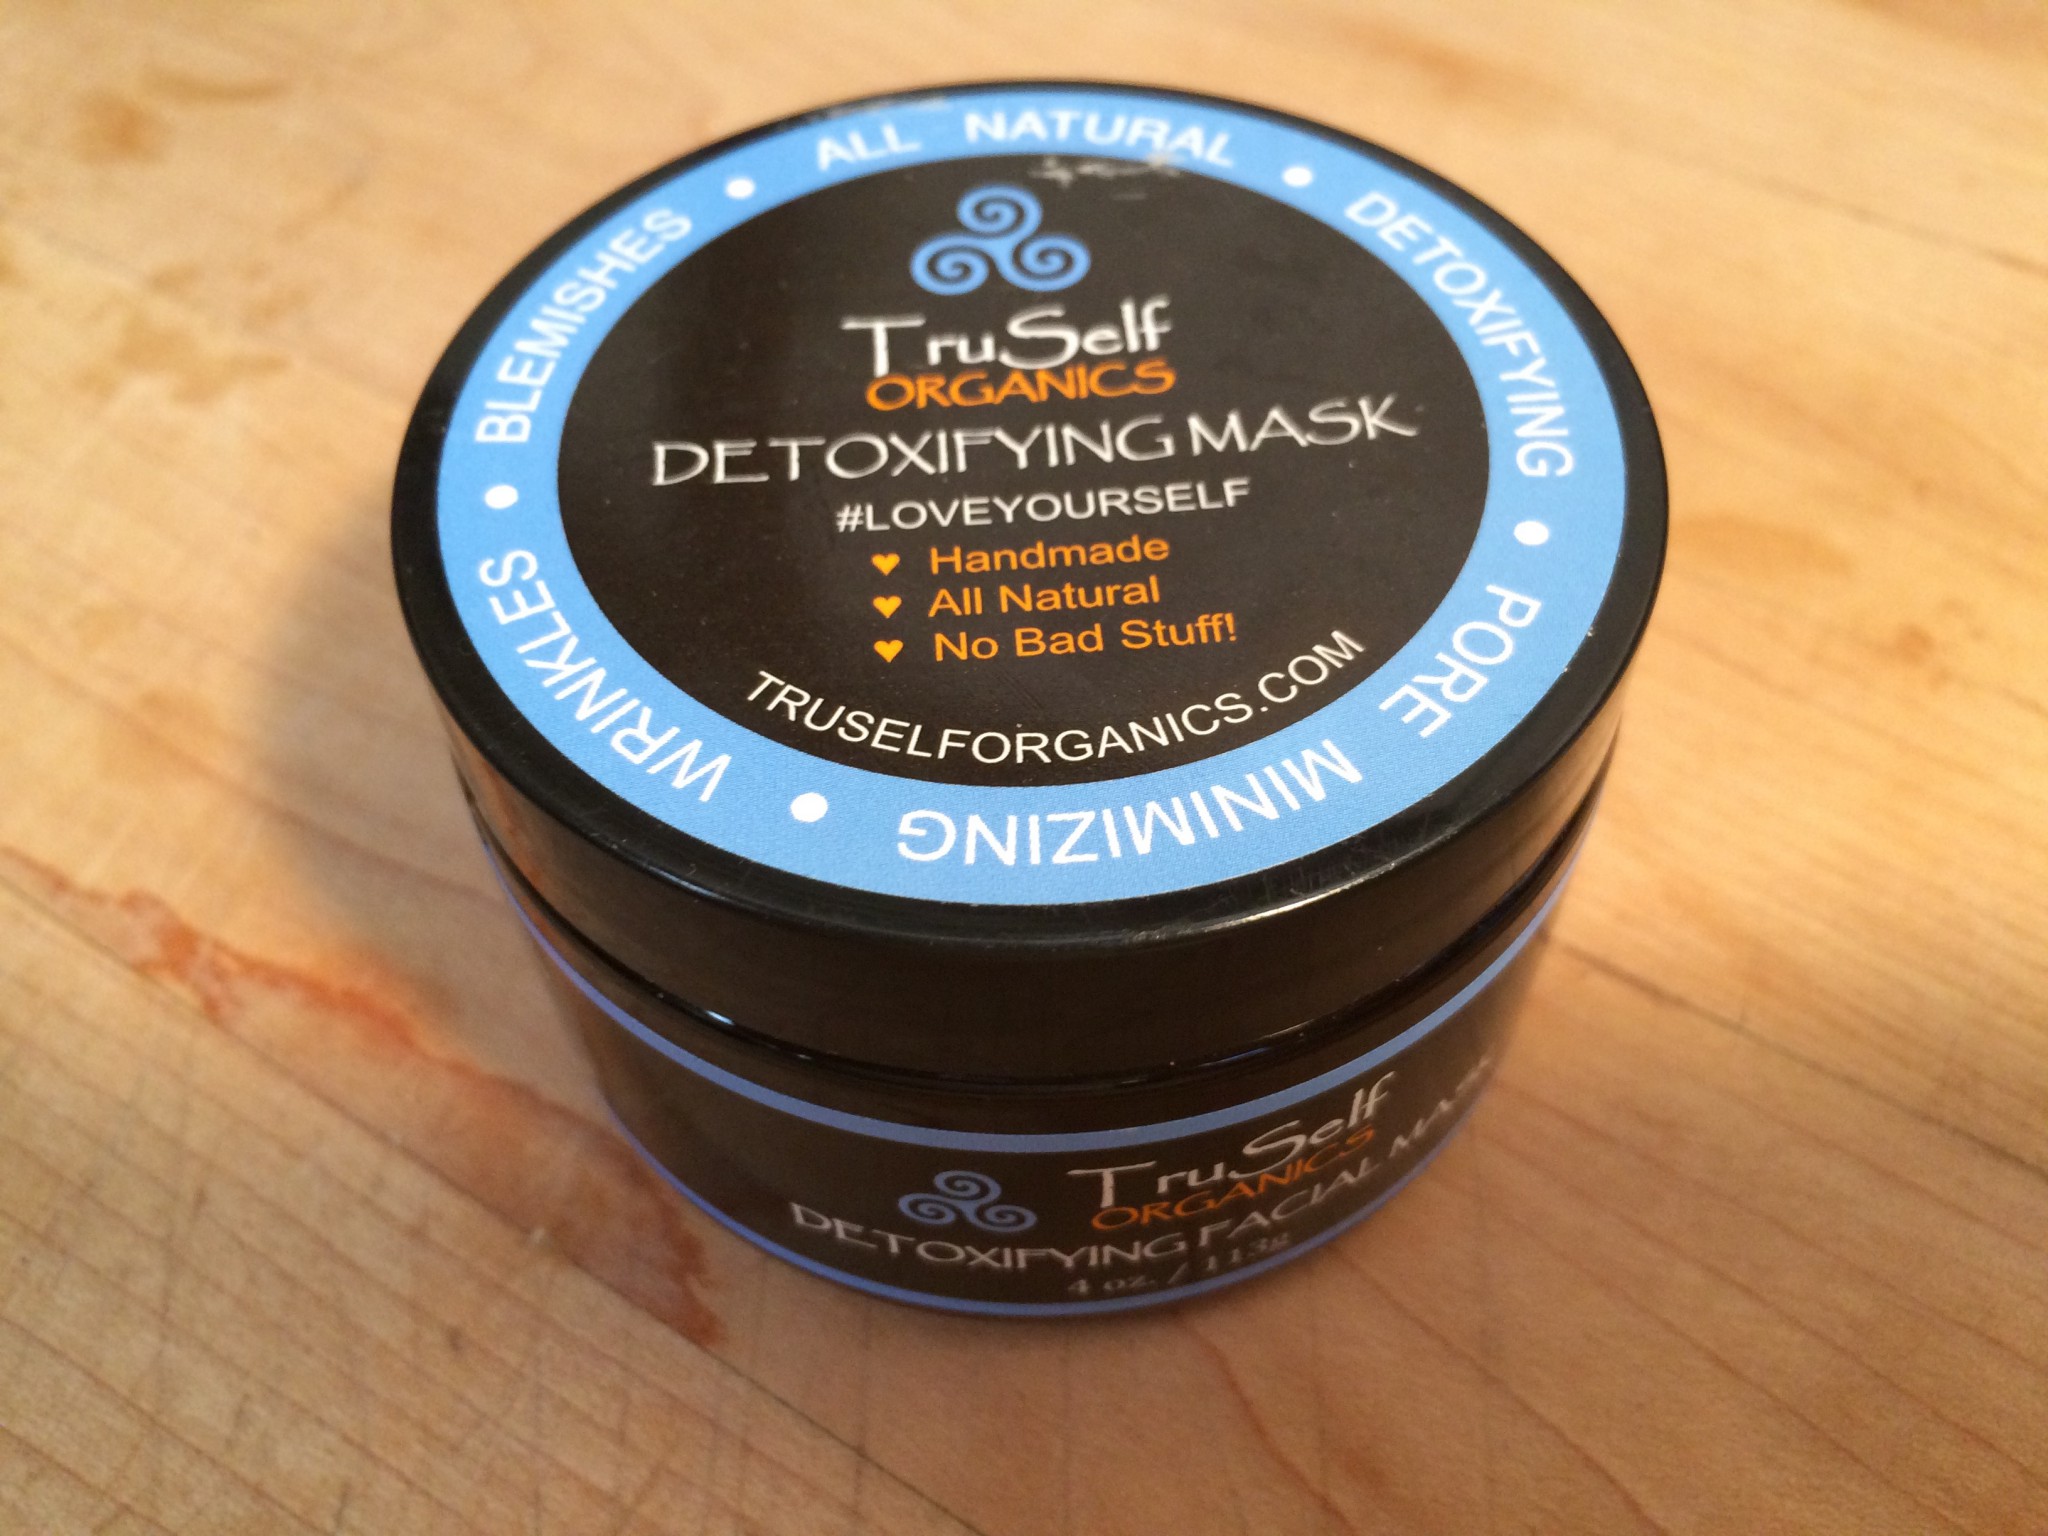 ALL NATURAL • DETOXIFYING • PORE MINIMIZING • WRINKLES • BLEMISHES •
TruSelf
ORGANICS
DETOXIFYING MASK
#LOVEYOURSELF
♥ Handmade
♥ All Natural
♥ No Bad Stuff!
TRUSELFORGANICS.COM
TruSelf
ORGANICS
DETOXIFYING FACIAL MASK
4 oz. / 113g